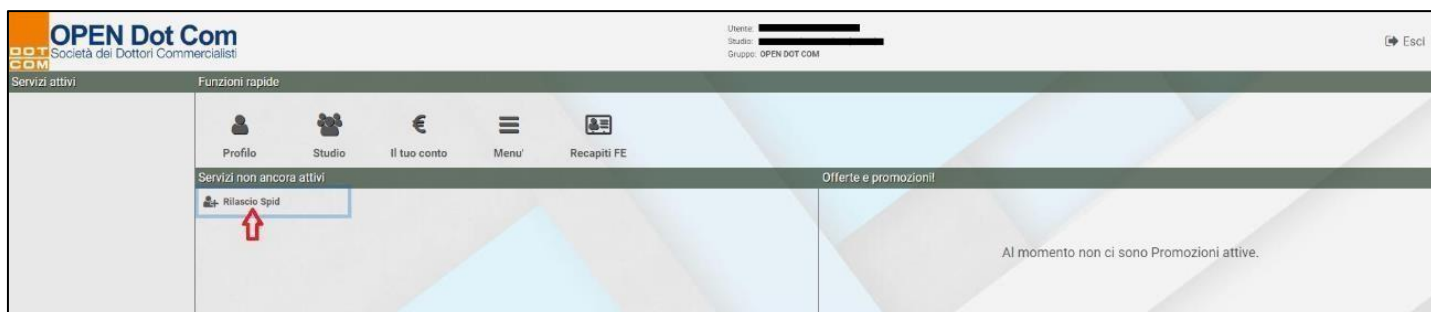 DOT
COM
OPEN Dot Com
Società dei Dottori Commercialisti
Utente:
Studio:
Gruppo: OPEN DOT COM
Esci
Servizi attivi
Funzioni rapide
Profilo
Studio
Il tuo conto
Menu'
Recapiti FE
Servizi non ancora attivi
Offerte e promozioni!
Rilascio Spid
Al momento non ci sono Promozioni attive.